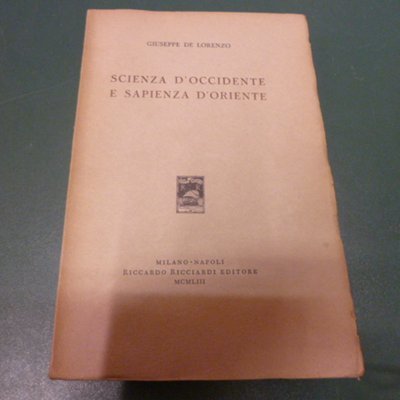 GIUSEPPE DE LORENZO
SCIENZA D'OCCIDENTE
E SAPIENZA D'ORIENTE
MILANO • NAPOLI
RICCARDO RICCIARDI EDITORE
MCMLIII